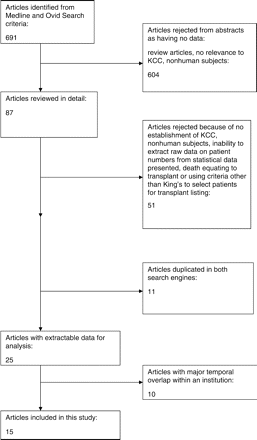 Articles identified from
Medline and Ovid Search
criteria:
691
Articles rejected from abstracts
as having no data:
review articles, no relevance to
KCC, nonhuman subjects:
604
Articles reviewed in detail:
87
Articles rejected because of no
establishment of KCC,
nonhuman subjects, inability to
extract raw data on patient
numbers from statistical data
presented, death equating to
transplant or using criteria other
than King's to select patients
for transplant listing:
51
Articles duplicated in both
search engines:
11
Articles with extractable data for
analysis:
25
Articles with major temporal
overlap within an institution:
10
Articles included in this study:
15